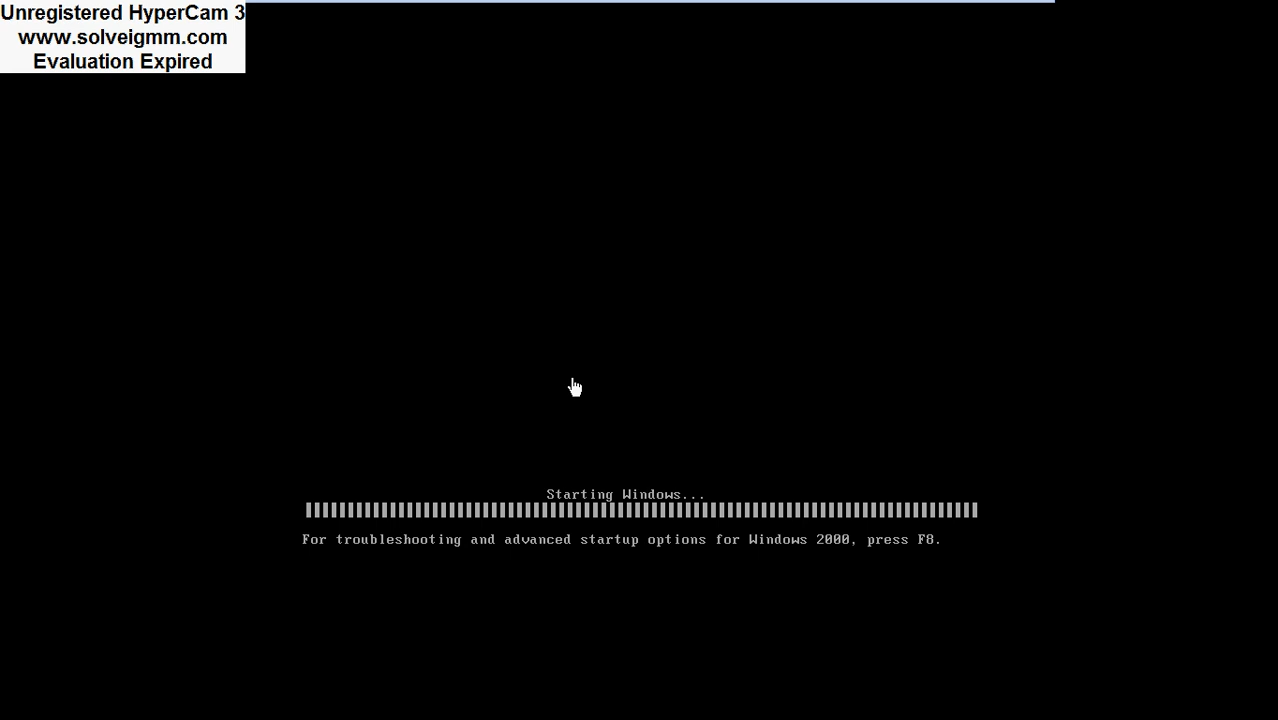 Unregistered HyperCam 3
www.solveigmm.com
Evaluation Expired
Starting Windows...
For troubleshooting and advanced startup options for Windows 2000, press F8.